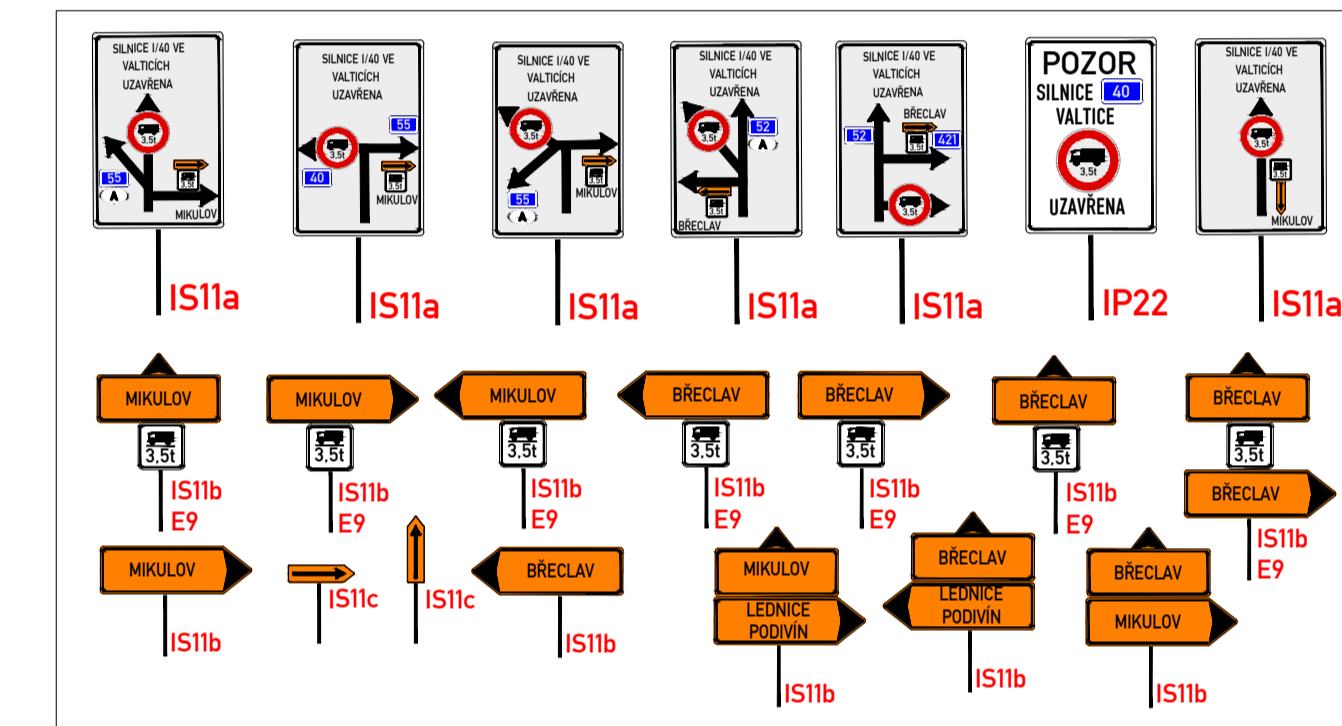 SILNICE I/40 VE
VALTICÍCH
UZAVŘENA
3,5t
55
A
3,5t
MIKULOV
IS11a
SILNICE I/40 VE
VALTICÍCH
UZAVŘENA
55
3,5t
40
3,5t
MIKULOV
IS11a
SILNICE I/40 VE
VALTICÍCH
UZAVŘENA
3,5t
3,5t
55
MIKULOV
A
IS11a
SILNICE I/40 VE
VALTICÍCH
UZAVŘENA
52
3,5t
A
3,5t
BŘECLAV
IS11a
SILNICE I/40 VE
VALTICÍCH
UZAVŘENA
BŘECLAV
52
3,5t
421
3,5t
IS11a
POZOR
SILNICE 40
VALTICE
3,5t
UZAVŘENA
IP22
SILNICE I/40 VE
VALTICÍCH
UZAVŘENA
3,5t
3,5t
MIKULOV
IS11a
MIKULOV
3,5t
IS11b
E9
MIKULOV
3,5t
IS11b
E9
MIKULOV
3,5t
IS11b
E9
BŘECLAV
3,5t
IS11b
E9
BŘECLAV
3,5t
IS11b
E9
BŘECLAV
3,5t
IS11b
E9
BŘECLAV
3,5t
BŘECLAV
IS11b
E9
MIKULOV
IS11b
IS11c
IS11c
BŘECLAV
IS11b
MIKULOV
LEDNICE
PODIVÍN
IS11b
BŘECLAV
LEDNICE
PODIVÍN
IS11b
BŘECLAV
MIKULOV
IS11b